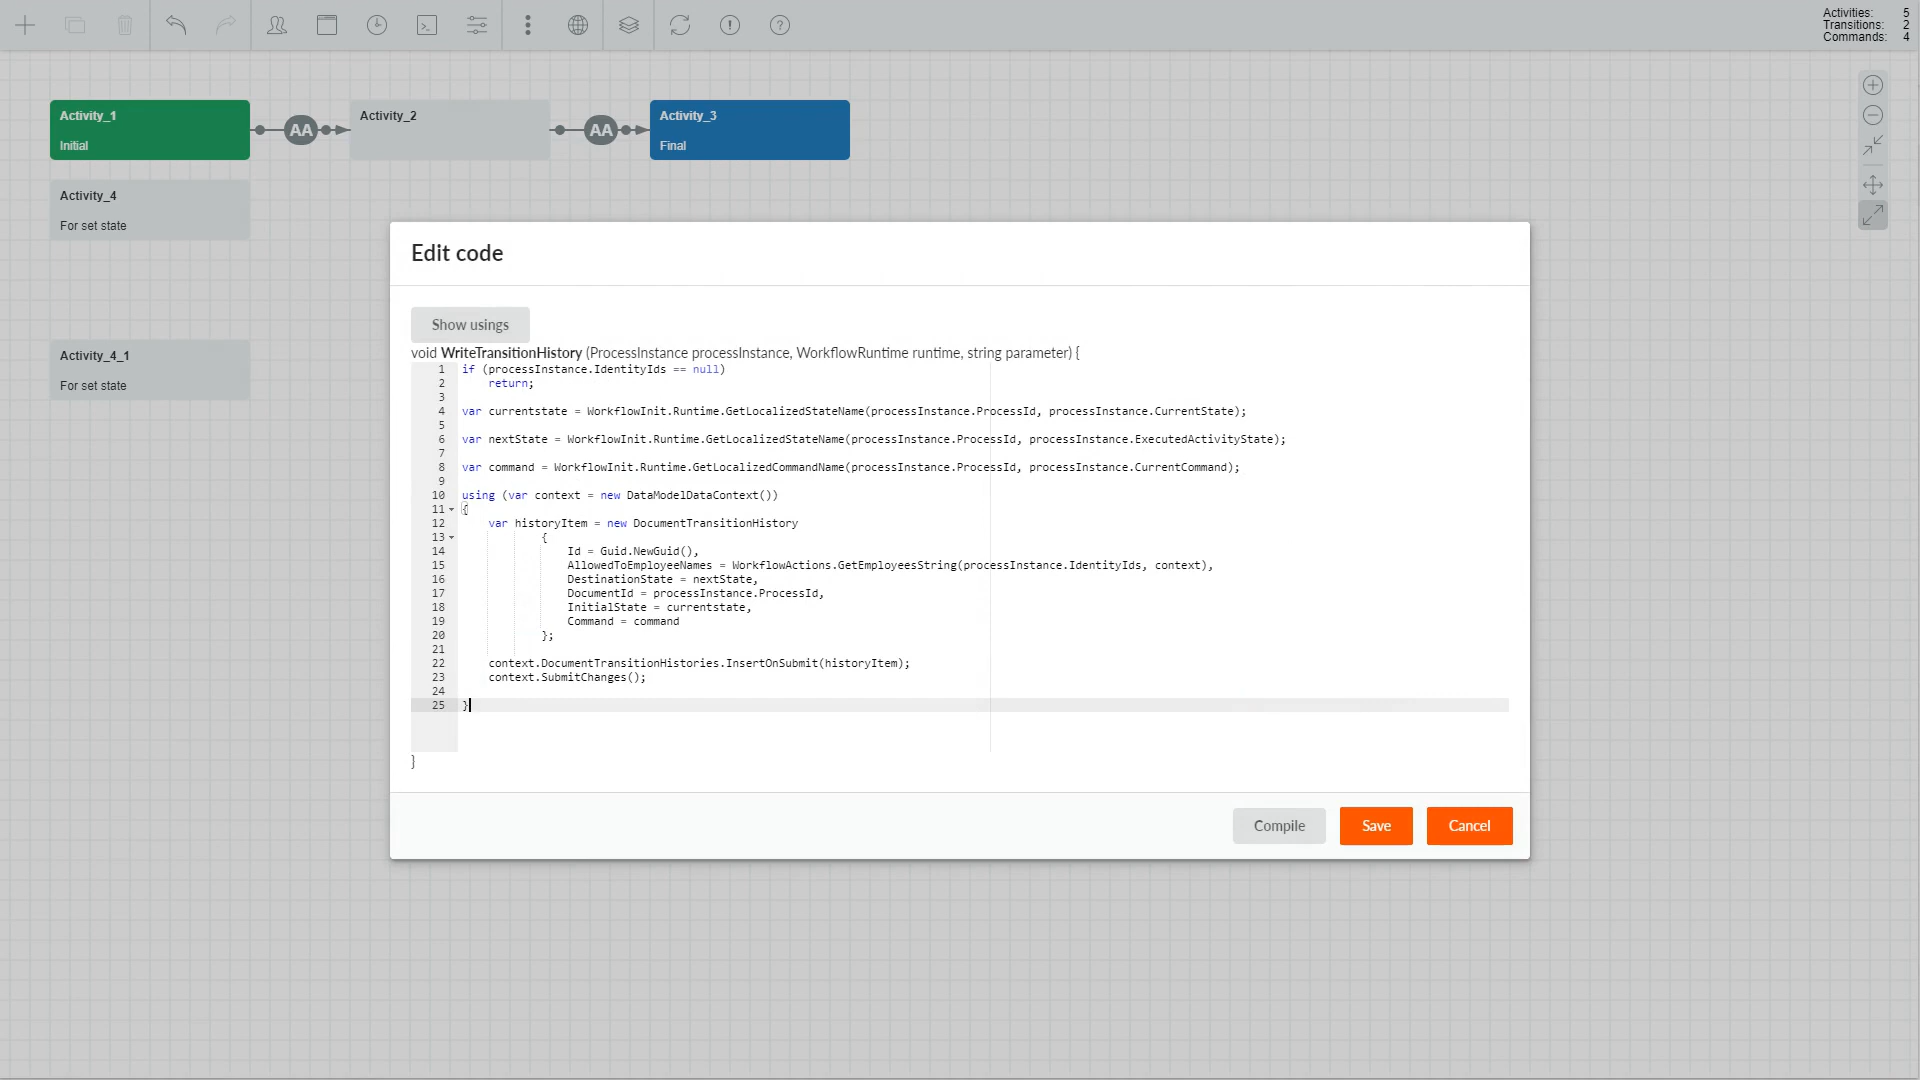 Activities: 5
Transitions: 2
Commands: 4
Activity_1
Initial
AA
Activity_2
AA
Activity_3
Final
Activity_4
For set state
Activity_4_1
For set state
Edit code
Show usings
void WriteTransitionHistory (ProcessInstance processInstance, WorkflowRuntime runtime, string parameter) {
1 if (processInstance.IdentityIds == null)
2 return;
3
4 var currentstate = WorkflowInit.Runtime.GetLocalizedStateName(processInstance.ProcessId, processInstance.CurrentState);
5
6 var nextState = WorkflowInit.Runtime.GetLocalizedStateName(processInstance.ProcessId, processInstance.ExecutedActivityState);
7
8 var command = WorkflowInit.Runtime.GetLocalizedCommandName(processInstance.ProcessId, processInstance.CurrentCommand);
9
10 using (var context = new DataModelDataContext())
11 {
12 var historyItem = new DocumentTransitionHistory
13 {
14 Id = Guid.NewGuid(),
15 AllowedToEmployeeNames = WorkflowActions.GetEmployeesString(processInstance.IdentityIds, context),
16 DestinationState = nextState,
17 DocumentId = processInstance.ProcessId,
18 InitialState = currentstate,
19 Command = command
20 };
21
22 context.DocumentTransitionHistories.InsertOnSubmit(historyItem);
23 context.SubmitChanges();
24
25 }
}
Compile
Save
Cancel